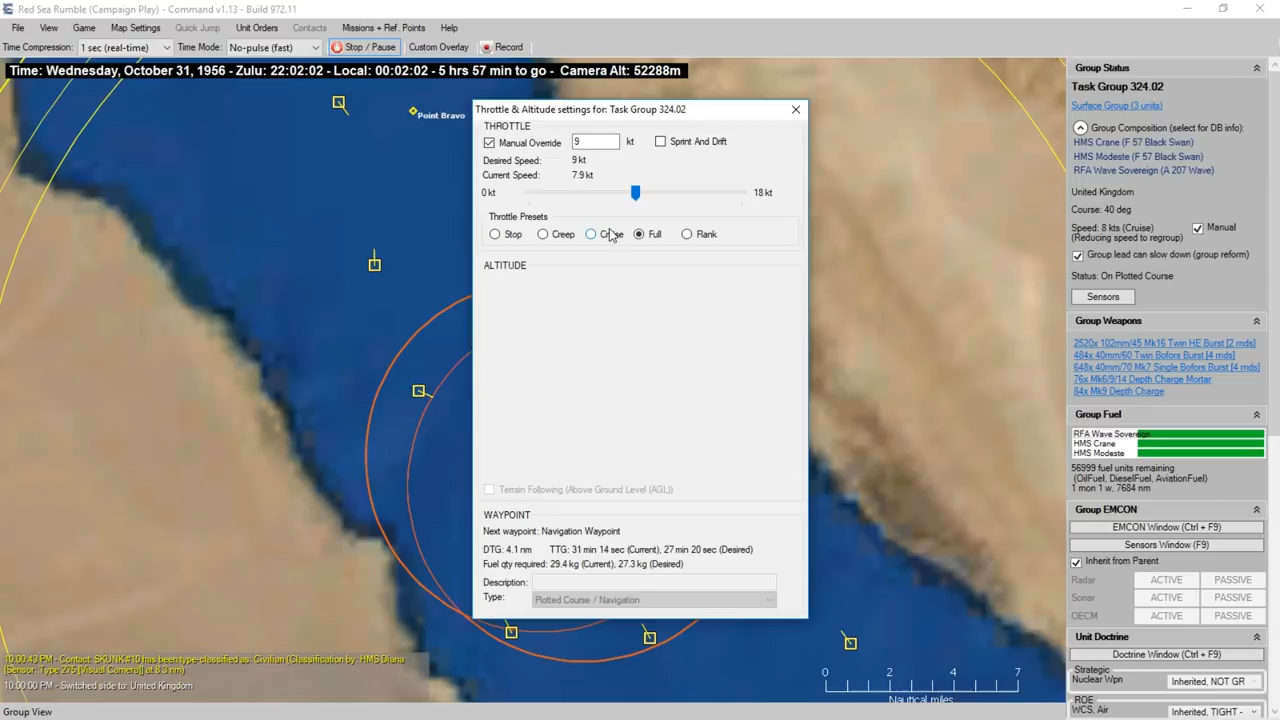 Red Sea Rumble (Campaign Play) - Command v1.13 - Build 972.11
File View Game Map Settings Quick Jump Unit Orders Contacts Missions + Ref. Points Help
Time Compression: 1 sec (real-time) Time Mode: No-pulse (fast) Stop / Pause Custom Overlay Record
Time: Wednesday, October 31, 1956 - Zulu: 22:02:02 - Local: 00:02:02 - 5 hrs 57 min to go - Camera Alt: 52288m
Point Bravo
Throttle & Altitude settings for: Task Group 324.02
THROTTLE
Manual Override 9 kt Sprint And Drift
Desired Speed: 9 kt
Current Speed: 7.9 kt
0 kt 18 kt
Throttle Presets
Stop Creep Cruise Full Flank
ALTITUDE
Terrain Following (Above Ground Level (AGL))
WAYPOINT
Next waypoint: Navigation Waypoint
DTG: 4.1 nm TTG: 31 min 14 sec (Current), 27 min 20 sec (Desired)
Fuel qty required: 29.4 kg (Current), 27.3 kg (Desired)
Description:
Type: Plotted Course / Navigation
Group Status
Task Group 324.02
Surface Group (3 units)
Group Composition (select for DB info):
HMS Crane (F 57 Black Swan)
HMS Modeste (F 57 Black Swan)
RFA Wave Sovereign (A 207 Wave)
United Kingdom
Course: 40 deg
Speed: 8 kts (Cruise) Manual
(Reducing speed to regroup)
Group lead can slow down (group reform)
Status: On Plotted Course
Sensors
Group Weapons
2520x 102mm/45 Mk16 Twin HE Burst [2 rnds]
484x 40mm/60 Twin Bofors Burst [4 rnds]
648x 40mm/70 Mk7 Single Bofors Burst [4 rnds]
76x Mk6/9/14 Depth Charge Mortar
84x Mk9 Depth Charge
Group Fuel
RFA Wave Sovereign
HMS Crane
HMS Modeste
56999 fuel units remaining
(OilFuel, DieselFuel, AviationFuel)
1 mon 1 w, 7684 nm
Group EMCON
EMCON Window (Ctrl + F9)
Sensors Window (F9)
Inherit from Parent
Radar ACTIVE PASSIVE
Sonar ACTIVE PASSIVE
OECM ACTIVE PASSIVE
Unit Doctrine
Doctrine Window (Ctrl + F9)
Strategic
Nuclear Wpn Inherited, NOT GR
ROE
WCS, Air Inherited, TIGHT -
10:00:43 PM - Contact: SKUNK #10 has been type-classified as: Civilian (Classification by: HMS Diana
[Sensor: Type 275 [Visual Camera]] at 8.3 nm)
10:00:00 PM - Switched side to: United Kingdom
0 2 4 7
Nautical miles
Group View